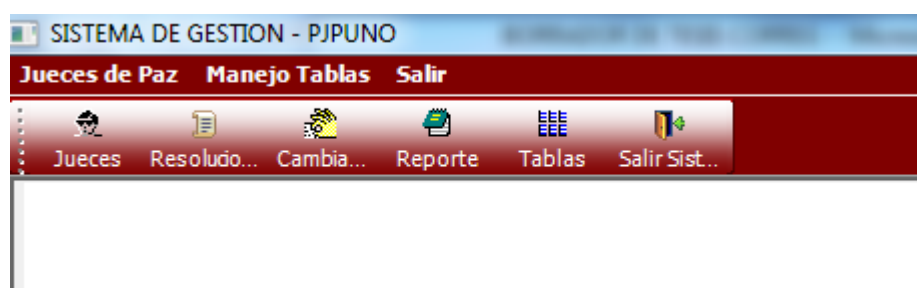 SISTEMA DE GESTION - PJPUNO
Jueces de Paz Manejo Tablas Salir
Jueces Resolucio... Cambia... Reporte Tablas Salir Sist...